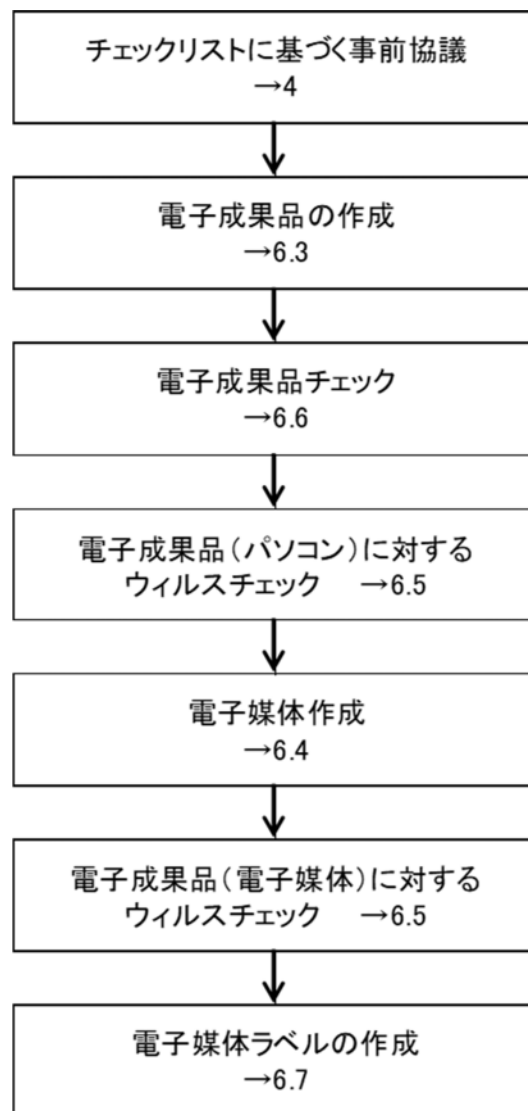 チェックリストに基づく事前協議
→4
電子成果品の作成
→6.3
電子成果品チェック
→6.6
電子成果品(パソコン)に対する
ウィルスチェック →6.5
電子媒体作成
→6.4
電子成果品(電子媒体)に対する
ウィルスチェック →6.5
電子媒体ラベルの作成
→6.7